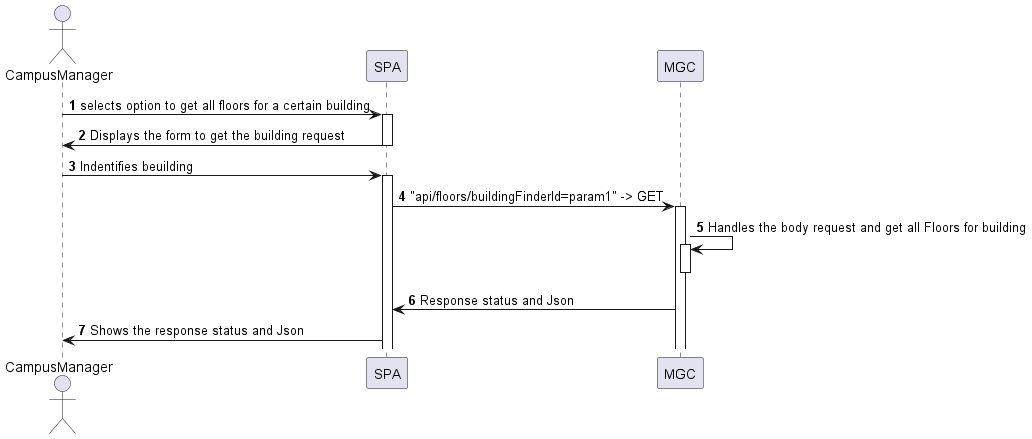 CampusManager
SPA
MGC
1 selects option to get all floors for a certain building
2 Displays the form to get the building request
3 Indentifies beuilding
4 "api/floors/buildingFinderId=param1" -> GET
5 Handles the body request and get all Floors for building
6 Response status and Json
7 Shows the response status and Json
CampusManager
SPA
MGC